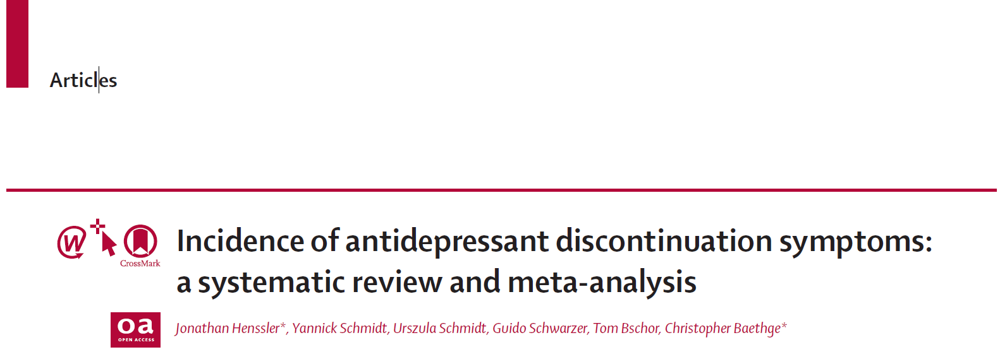 Articles
Incidence of antidepressant discontinuation symptoms:
a systematic review and meta-analysis
W
CrossMark
oa
OPEN ACCESS
Jonathan Henssler*, Yannick Schmidt, Urszula Schmidt, Guido Schwarzer, Tom Bschor, Christopher Baethge*